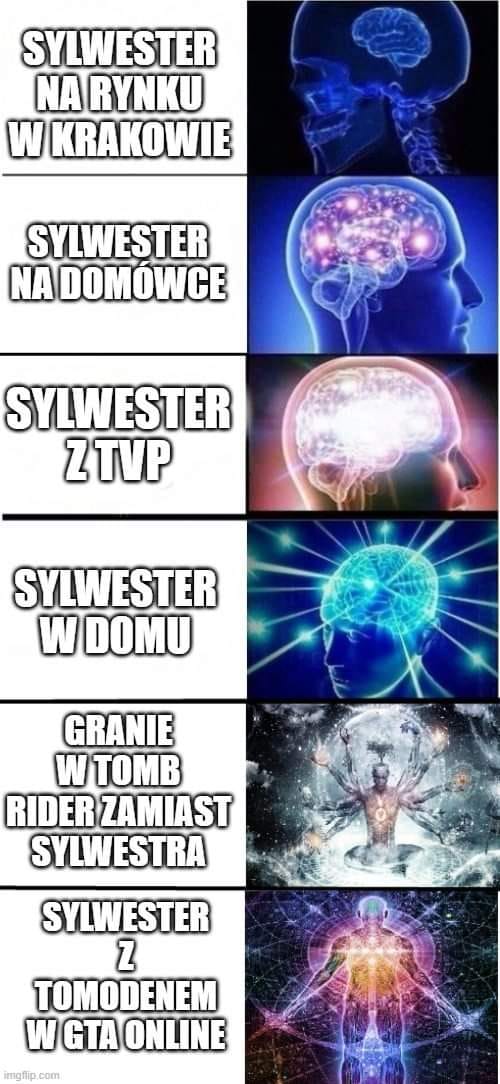 SYLWESTER
NA RYNKU
W KRAKOWIE
SYLWESTER
NA DOMÓWCE
SYLWESTER
Z TVP
SYLWESTER
W DOMU
GRANIE
W TOMB
RIDER ZAMIAST
SYLWESTRA
SYLWESTER
Z
TOMODENEM
W GTA ONLINE
imgflip.com